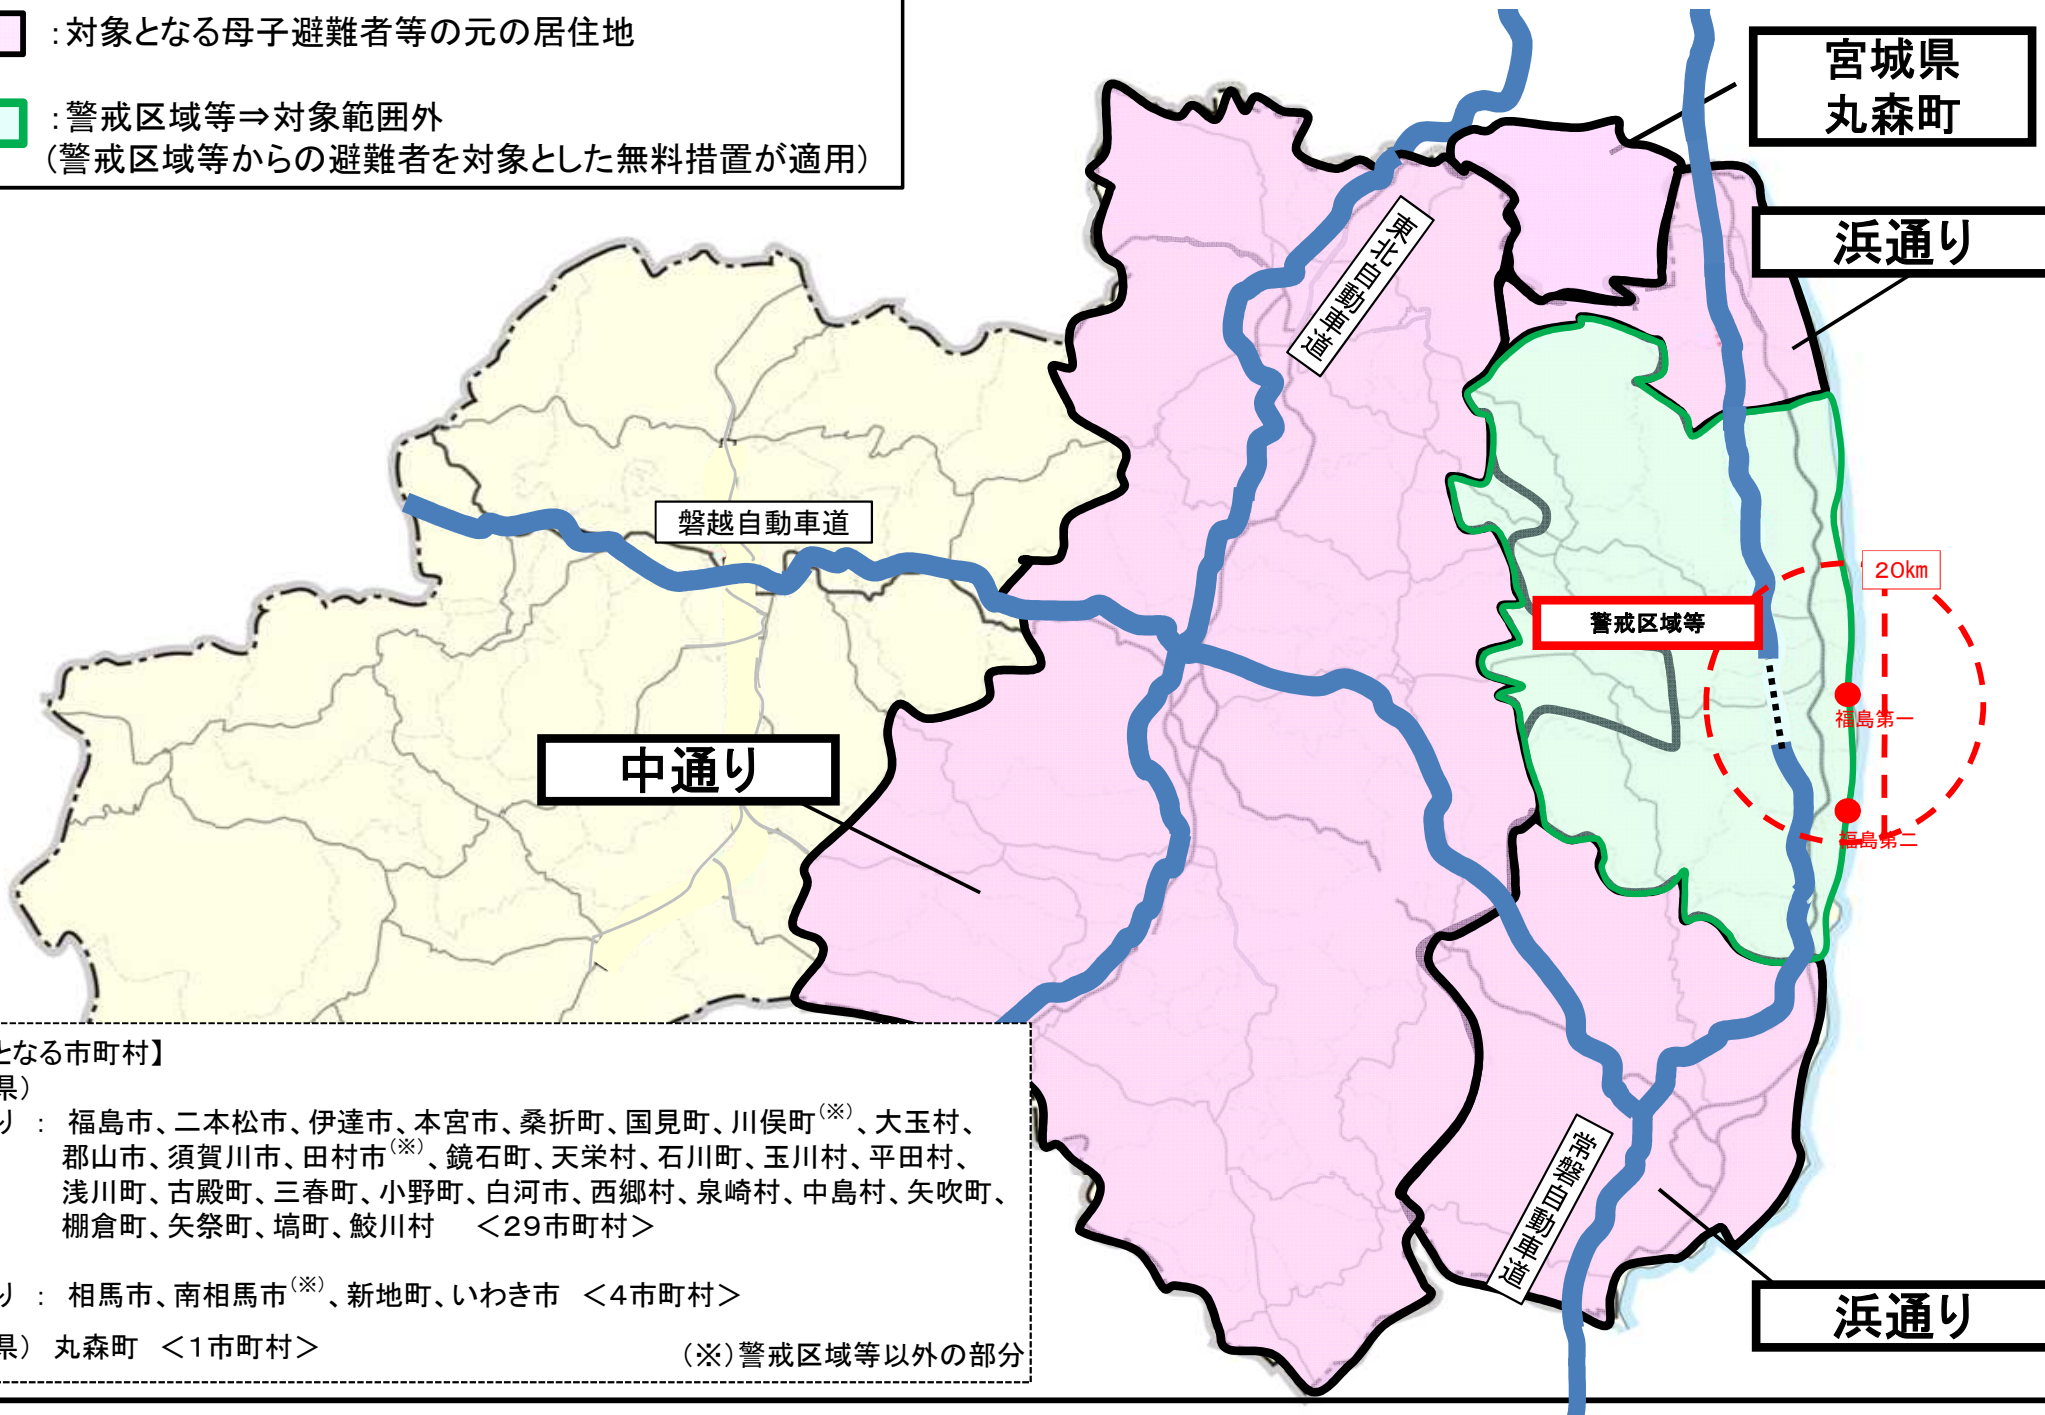 :対象となる母子避難者等の元の居住地
:警戒区域等⇒対象範囲外
(警戒区域等からの避難者を対象とした無料措置が適用)
宮城県
丸森町
浜通り
東北自動車道
磐越自動車道
20km
警戒区域等
福島第一
福島第二
中通り
となる市町村】
県)
り : 福島市、二本松市、伊達市、本宮市、桑折町、国見町、川俣町(※)、大玉村、
郡山市、須賀川市、田村市(※)、鏡石町、天栄村、石川町、玉川村、平田村、
浅川町、古殿町、三春町、小野町、白河市、西郷村、泉崎村、中島村、矢吹町、
棚倉町、矢祭町、塙町、鮫川村 <29市町村>
り : 相馬市、南相馬市(※)、新地町、いわき市 <4市町村>
県) 丸森町 <1市町村>
(※)警戒区域等以外の部分
常磐自動車道
浜通り